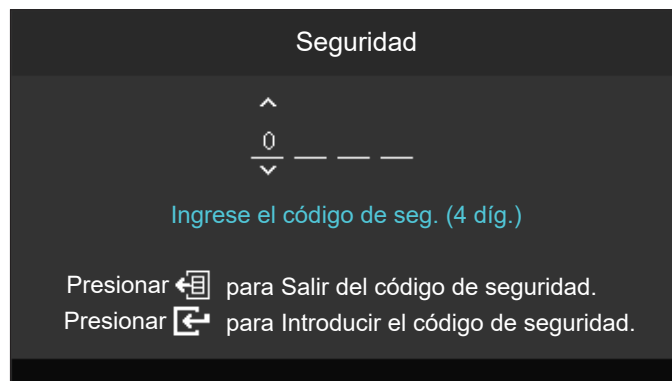 Seguridad
0
Ingrese el código de seg. (4 díg.)
Presionar para Salir del código de seguridad.
Presionar para Introducir el código de seguridad.